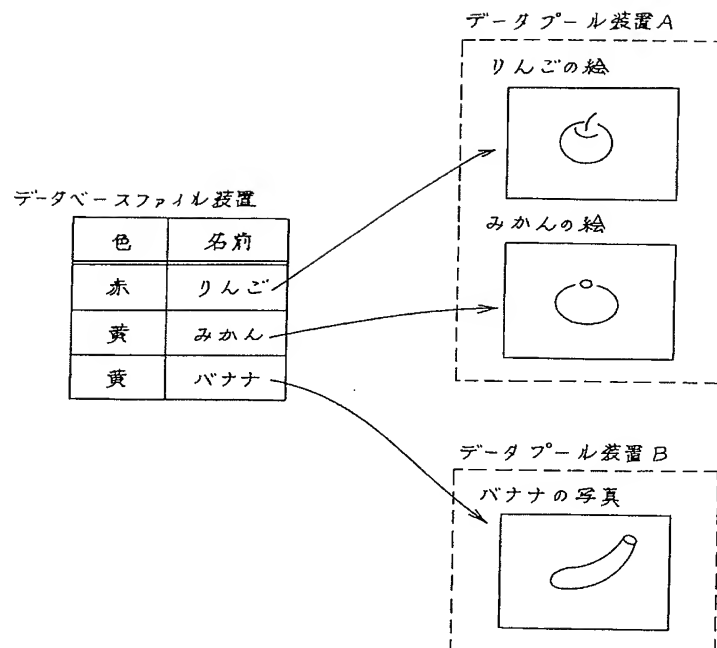 データプール装置A
りんごの絵
みかんの絵
データベースファイル装置
色 名前
赤 りんご
黄 みかん
黄 バナナ
データプール装置B
バナナの写真